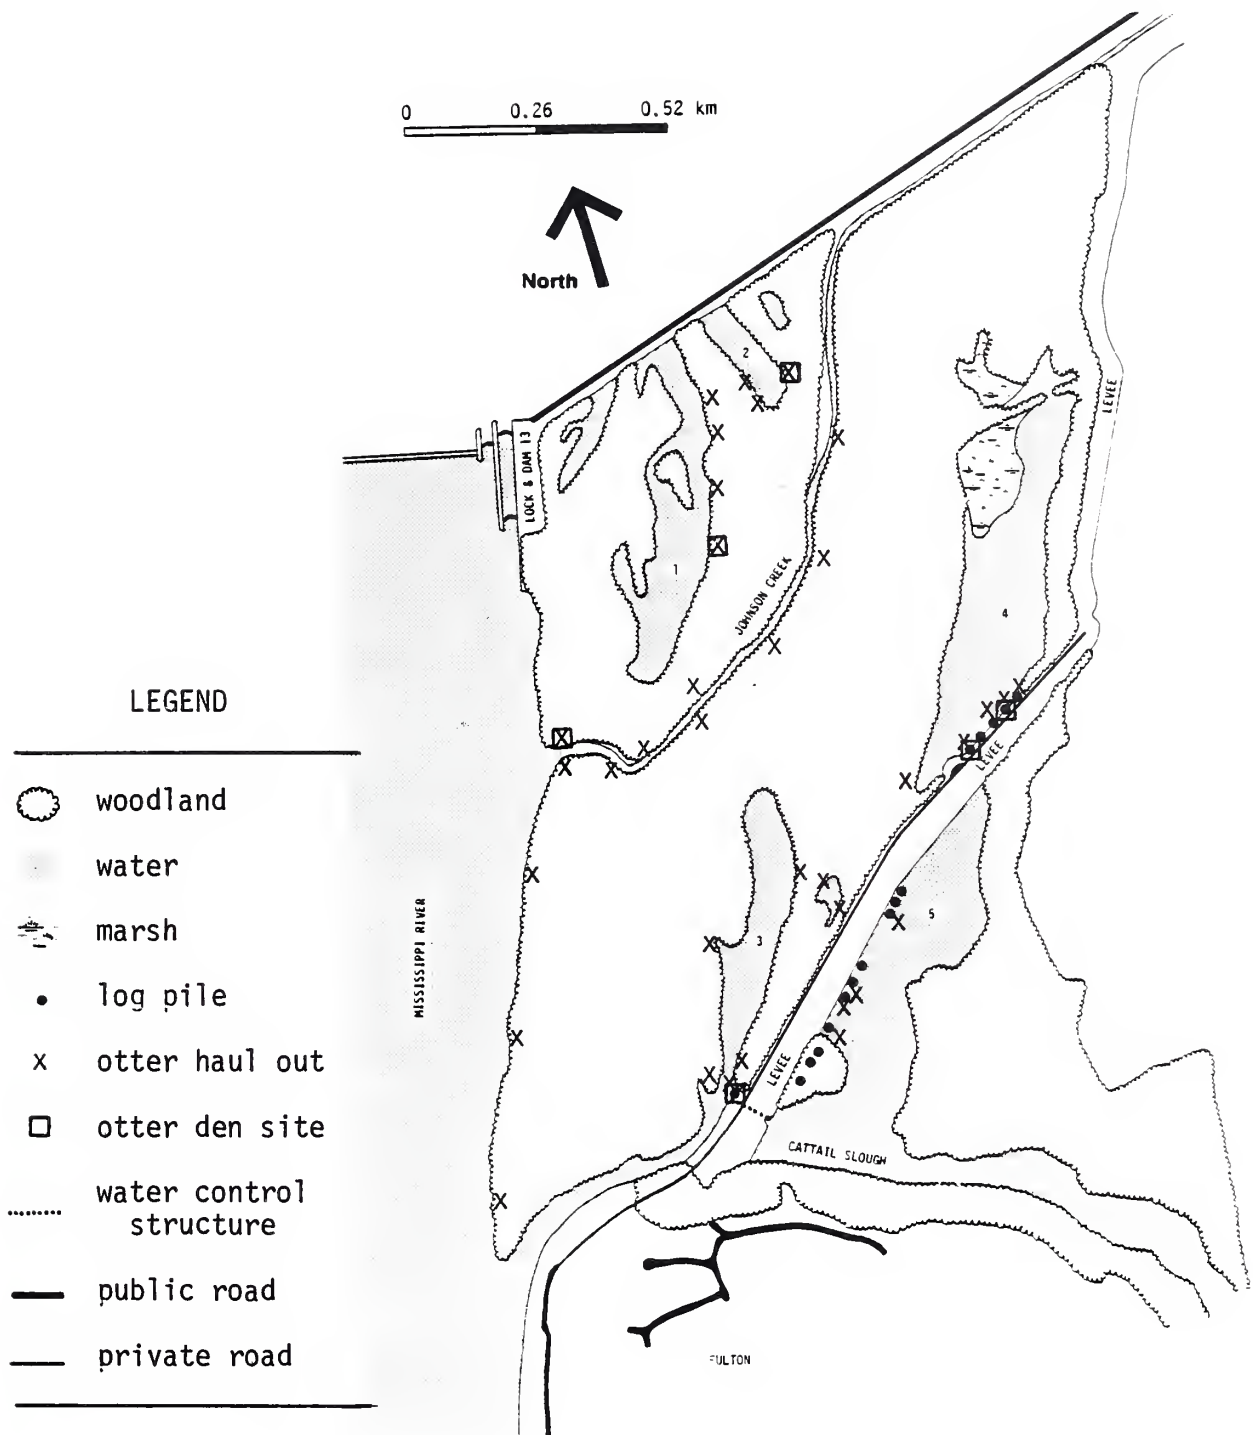 0 0.26 0.52 km
North
LOCK & DAM 13
2
1
JOHNSON CREEK
LEVEE
4
LEVEE
3
5
LEVEE
MISSISSIPPI RIVER
CATTAIL SLOUGH
FULTON
LEGEND
woodland
water
marsh
log pile
otter haul out
otter den site
water control
structure
public road
private road